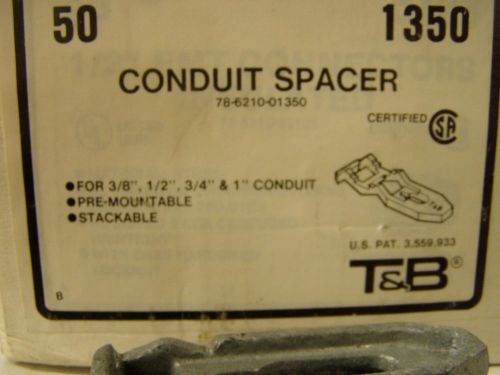 50 1350
CONDUIT SPACER
78-6210-01350
CERTIFIED SA
• FOR 3/8", 1/2", 3/4" & 1" CONDUIT
• PRE-MOUNTABLE
• STACKABLE
U.S. PAT. 3,559,933
B T&B®